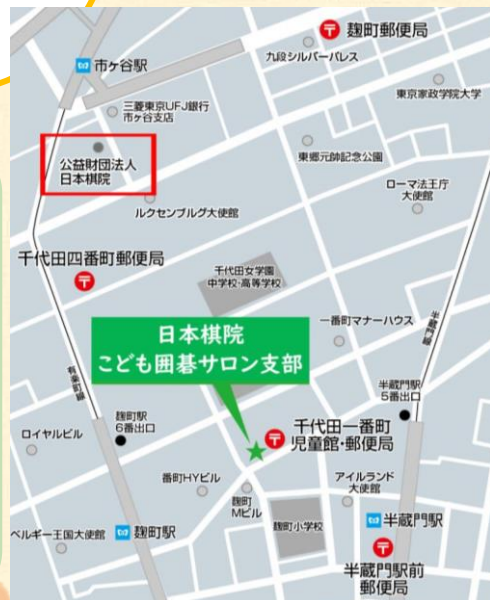 麹町郵便局
九段シルバーパレス
市ヶ谷駅
東京家政学院大学
三菱東京UFJ銀行
市ヶ谷支店
公益財団法人
日本棋院
東郷元帥記念公園
ローマ法王庁
大使館
ルクセンブルグ大使館
千代田四番町郵便局
千代田女学園
中学校・高等学校
日本棋院
こども囲碁サロン支部
一番町マナーハウス
半蔵門線
有楽町線
半蔵門駅
5番出口
麹町駅
6番出口
千代田一番町
児童館・郵便局
ロイヤルビル
番町HYビル
麹町
Mビル
アイルランド
大使館
麹町小学校
ベルギー王国大使館
麹町駅
半蔵門駅
半蔵門駅前
郵便局